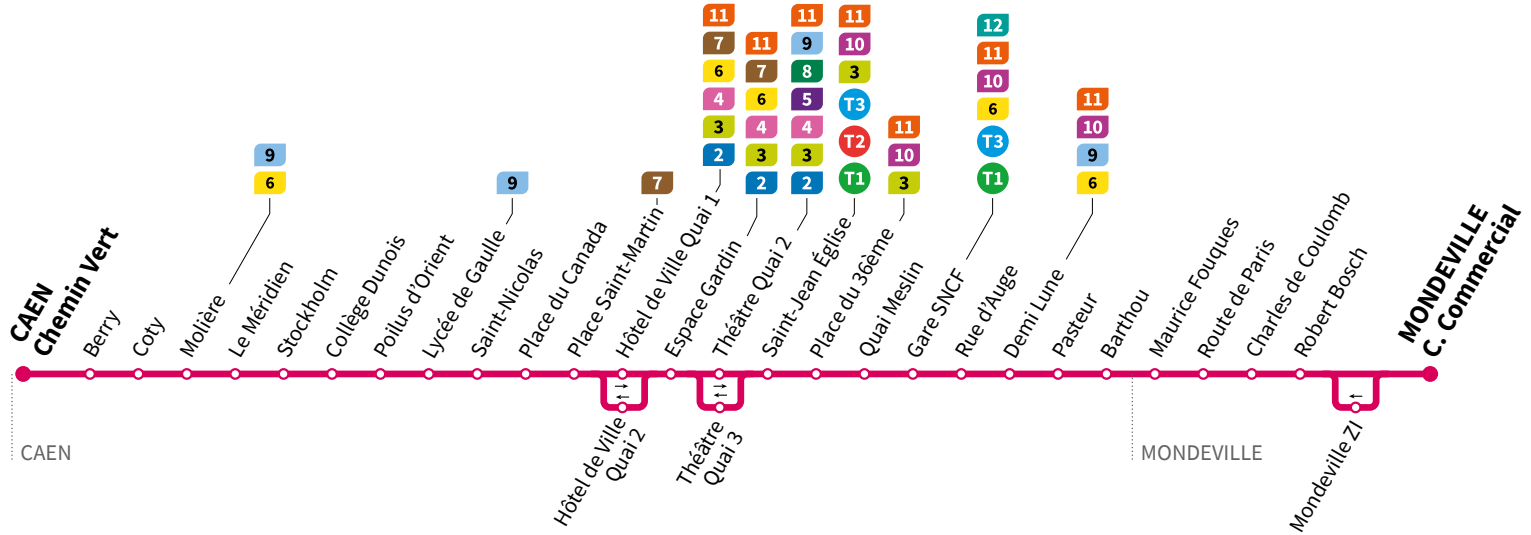 11
7
6
4
3
2
11
7
6
4
3
2
11
9
8
5
4
3
2
11
10
3
T3
T2
T1
12
11
10
6
T3
T1
9
6
9
7
11
10
3
11
10
9
6
CAEN
Chemin Vert
Berry
Coty
Molière
Le Méridien
Stockholm
Collège Dunois
Poilus d'Orient
Lycée de Gaulle
Saint-Nicolas
Place du Canada
Place Saint-Martin
Hôtel de Ville Quai 1
Espace Gardin
Théâtre Quai 2
Saint-Jean Église
Place du 36ème
Quai Meslin
Gare SNCF
Rue d'Auge
Demi Lune
Pasteur
Barthou
Maurice Fouques
Route de Paris
Charles de Coulomb
Robert Bosch
MONDEVILLE
C. Commercial
CAEN
Hôtel de Ville
Quai 2
Théâtre
Quai 3
MONDEVILLE
Mondeville ZI